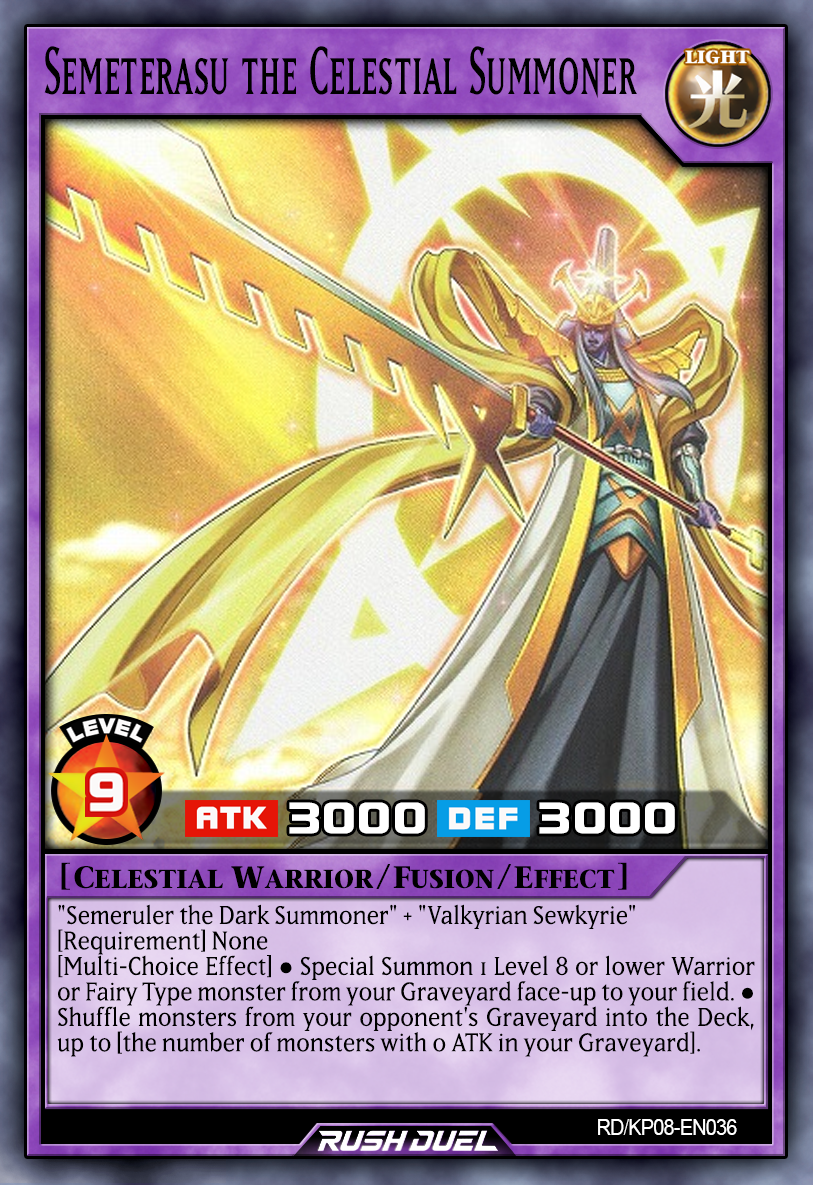 Semeterasu the Celestial Summoner
LIGHT
光
LEVEL
9
ATK 3000 DEF 3000
[Celestial Warrior/Fusion/Effect]
"Semeruler the Dark Summoner" + "Valkyrian Sewkyrie"
[Requirement] None
[Multi-Choice Effect] ● Special Summon 1 Level 8 or lower Warrior
or Fairy Type monster from your Graveyard face-up to your field. ●
Shuffle monsters from your opponent's Graveyard into the Deck,
up to [the number of monsters with 0 ATK in your Graveyard].
RD/KP08-EN036
RUSH DUEL